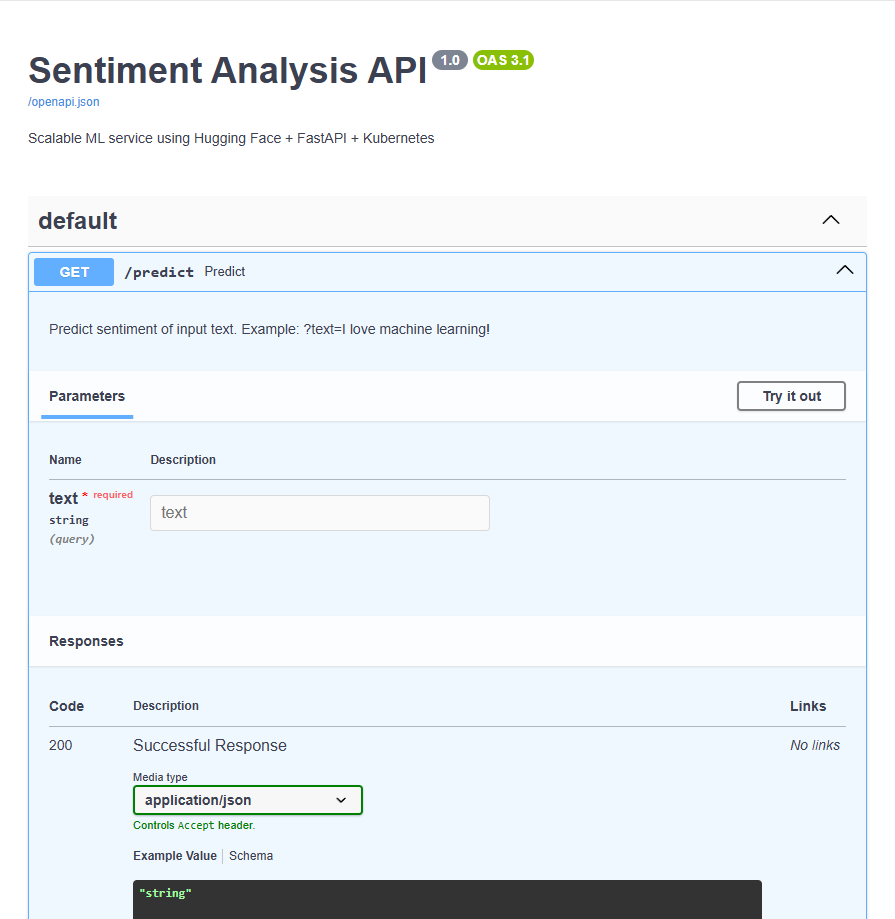 Sentiment Analysis API 1.0 OAS 3.1
/openapi.json
Scalable ML service using Hugging Face + FastAPI + Kubernetes
default
GET /predict Predict
Predict sentiment of input text. Example: ?text=I love machine learning!
Parameters Try it out
Name Description
text * required text
string
(query)
Responses
Code Description Links
200 Successful Response No links
Media type
application/json
Controls Accept header.
Example Value Schema
"string"